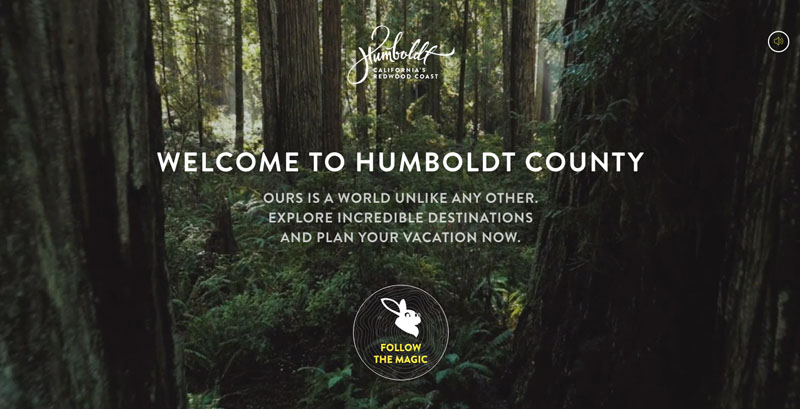 Humboldt
CALIFORNIA'S
REDWOOD COAST
WELCOME TO HUMBOLDT COUNTY
OURS IS A WORLD UNLIKE ANY OTHER.
EXPLORE INCREDIBLE DESTINATIONS
AND PLAN YOUR VACATION NOW.
FOLLOW
THE MAGIC